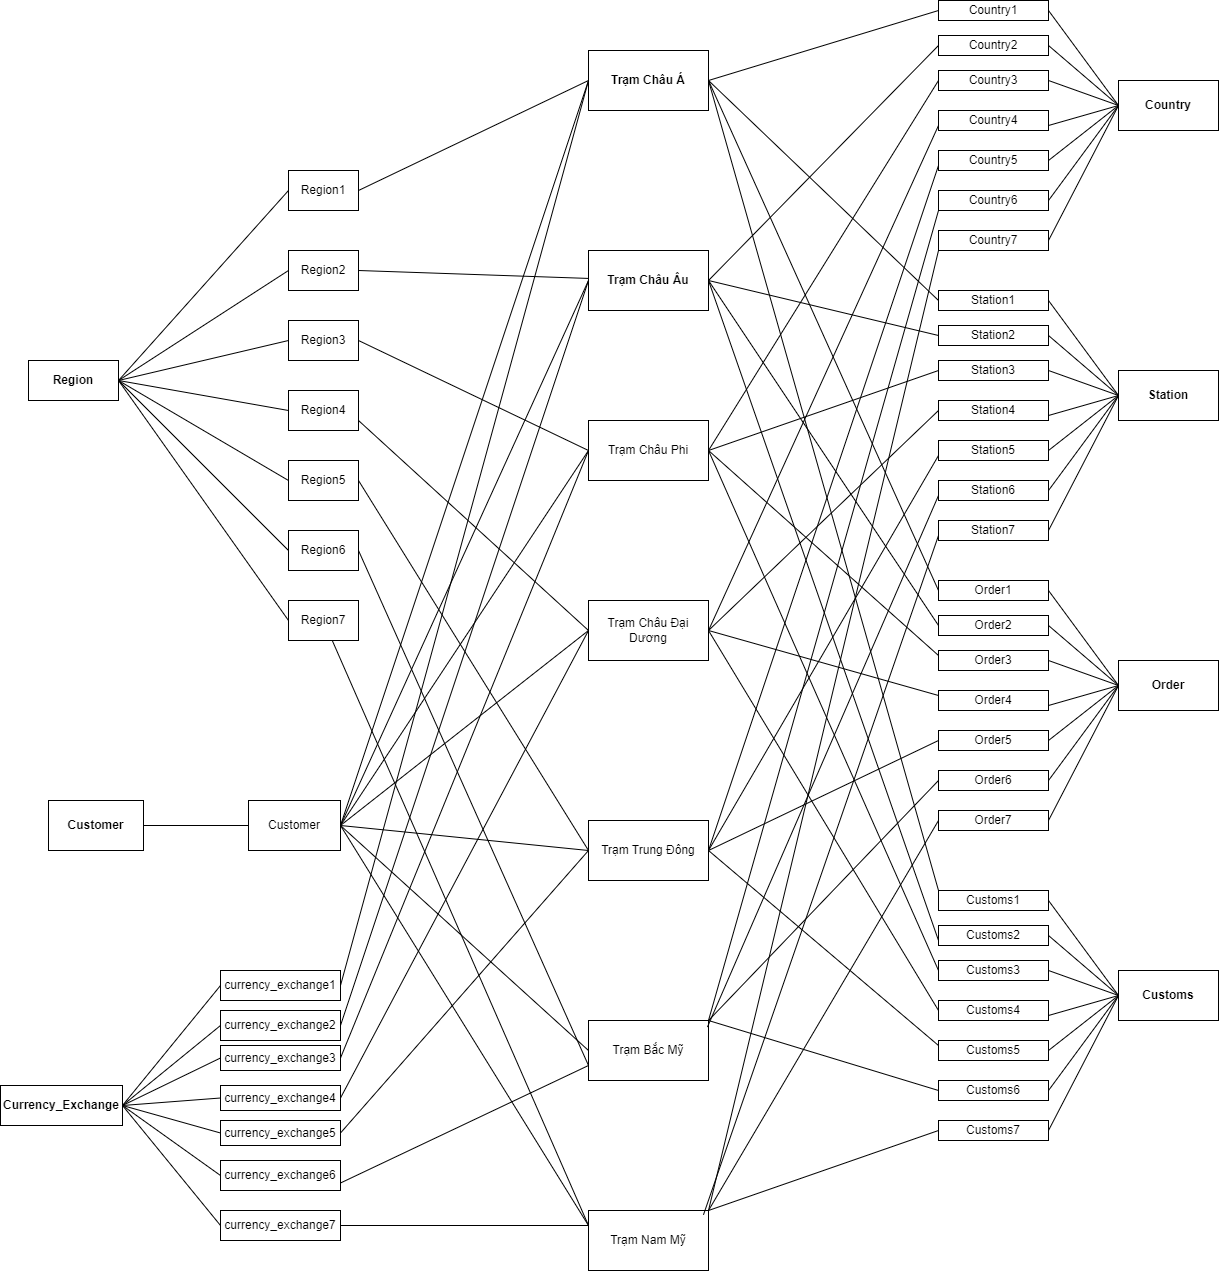 Region
Customer
Currency_Exchange
Region1
Region2
Region3
Region4
Region5
Region6
Region7
Customer
currency_exchange1
currency_exchange2
currency_exchange3
currency_exchange4
currency_exchange5
currency_exchange6
currency_exchange7
Trạm Châu Á
Trạm Châu Âu
Trạm Châu Phi
Trạm Châu Đại
Dương
Trạm Trung Đông
Trạm Bắc Mỹ
Trạm Nam Mỹ
Country1
Country2
Country3
Country4
Country5
Country6
Country7
Station1
Station2
Station3
Station4
Station5
Station6
Station7
Order1
Order2
Order3
Order4
Order5
Order6
Order7
Customs1
Customs2
Customs3
Customs4
Customs5
Customs6
Customs7
Country
Station
Order
Customs